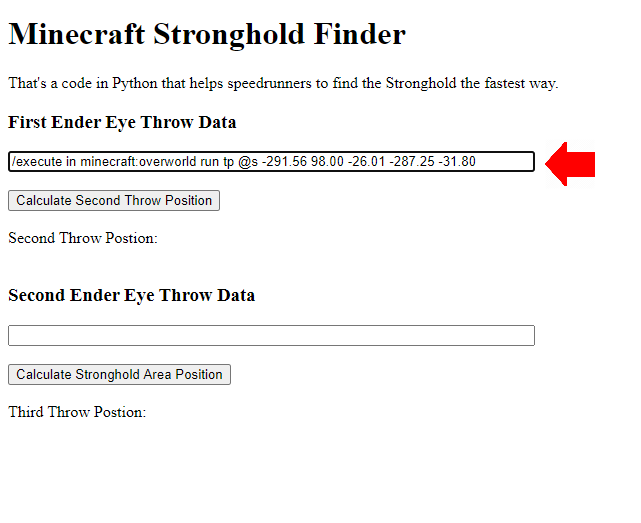 Minecraft Stronghold Finder
That's a code in Python that helps speedrunners to find the Stronghold the fastest way.
First Ender Eye Throw Data
/execute in minecraft:overworld run tp @s -291.56 98.00 -26.01 -287.25 -31.80
Calculate Second Throw Position
Second Throw Postion:
Second Ender Eye Throw Data
Calculate Stronghold Area Position
Third Throw Postion: